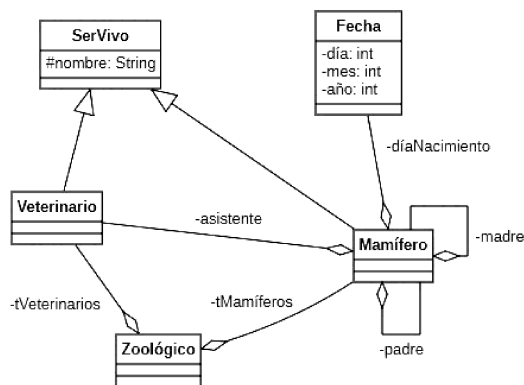 SerVivo
#nombre: String
Fecha
-día: int
-mes: int
-año: int
-díaNacimiento
Veterinario
-asistente
Mamífero
-madre
-tVeterinarios
-tMamíferos
Zoológico
-padre